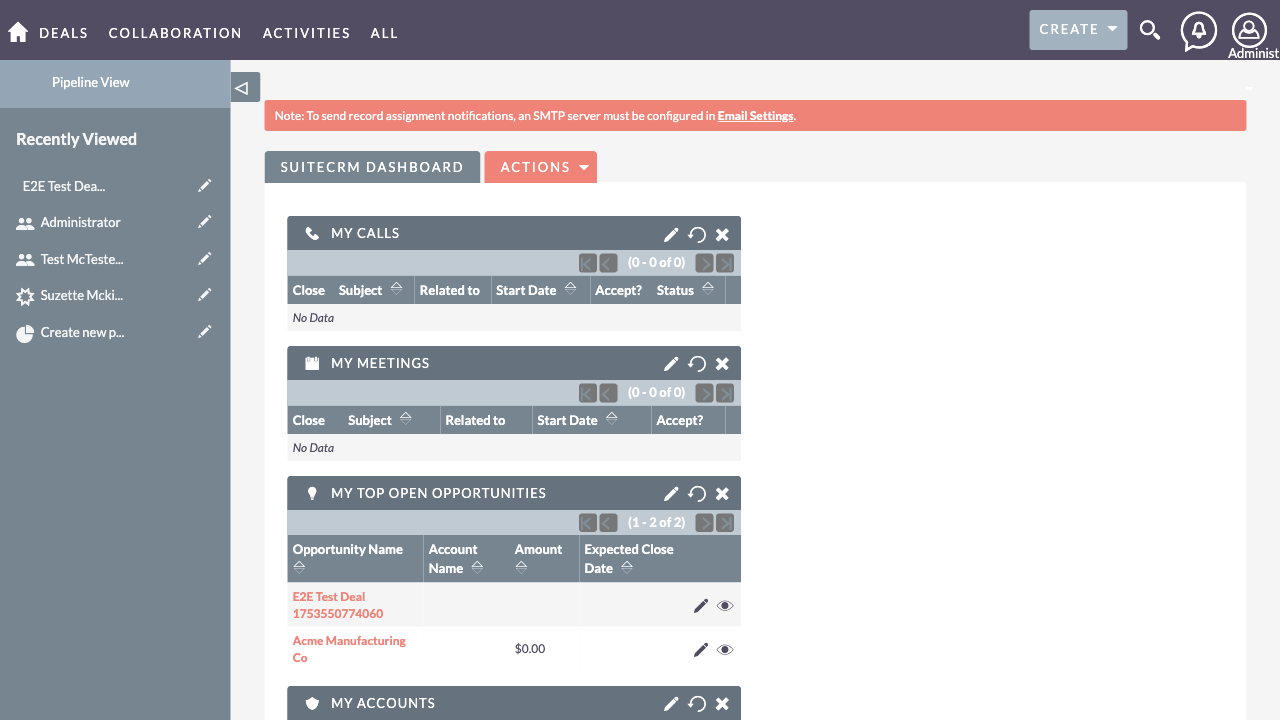 DEALS COLLABORATION ACTIVITIES ALL CREATE
Administ
Pipeline View
Recently Viewed
E2E Test Dea...
Administrator
Test McTeste...
Suzette Mcki...
Create new p...
Note: To send record assignment notifications, an SMTP server must be configured in Email Settings.
SUITECRM DASHBOARD ACTIONS
MY CALLS
(0 - 0 of 0)
Close Subject Related to Start Date Accept? Status
No Data
MY MEETINGS
(0 - 0 of 0)
Close Subject Related to Start Date Accept?
No Data
MY TOP OPEN OPPORTUNITIES
(1 - 2 of 2)
Opportunity Name Account Name Amount Expected Close Date
E2E Test Deal
1753550774060
Acme Manufacturing
Co $0.00
MY ACCOUNTS